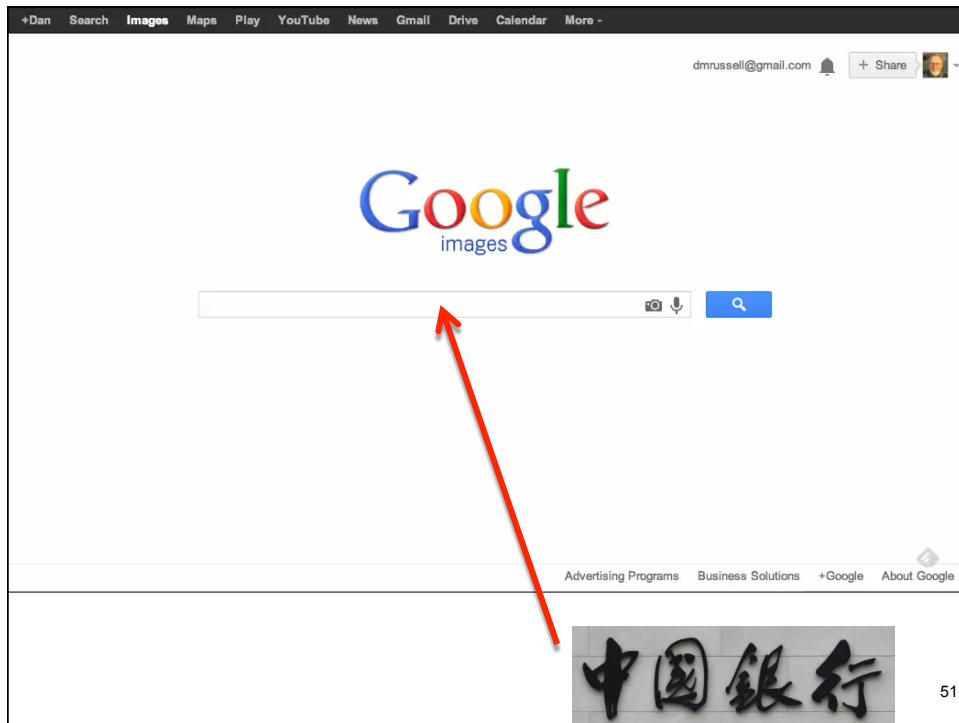 +Dan Search Images Maps Play YouTube News Gmail Drive Calendar More -
dmrussell@gmail.com + Share
Google
images
Advertising Programs Business Solutions +Google About Google
中國銀行
51